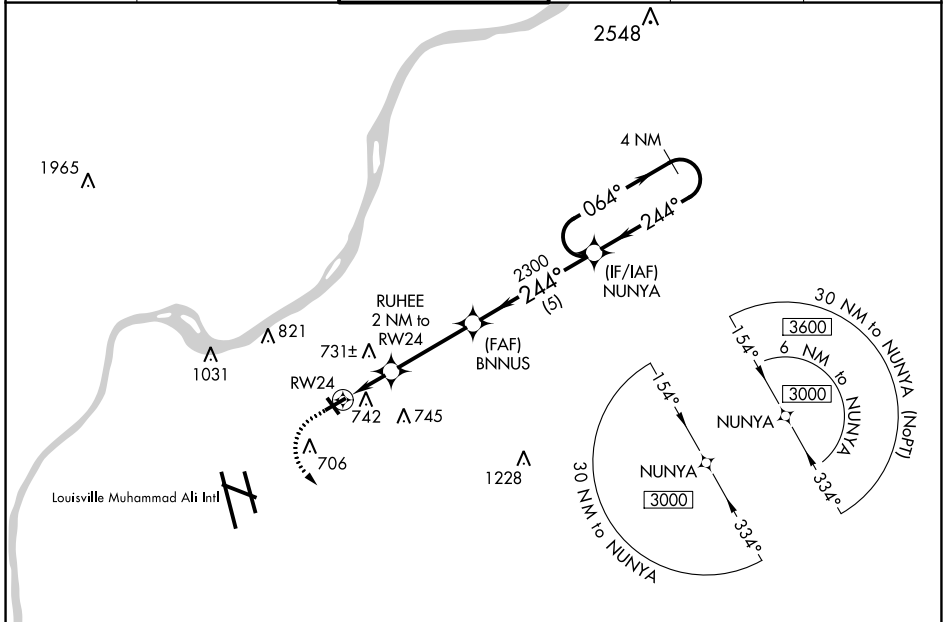 2548
1965
4 NM
064°
244°
2300
244°
(5)
(IF/IAF)
NUNYA
RUHEE
2 NM to
RW24
(FAF)
BNNUS
821
731±
1031
RW24
742
745
706
1228
Louisville Muhammad Ali Intl
30 NM to NUNYA (NoPT)
3600
154°
6 NM to NUNYA
3000
NUNYA
334°
154°
NUNYA
3000
334°
30 NM to NUNYA